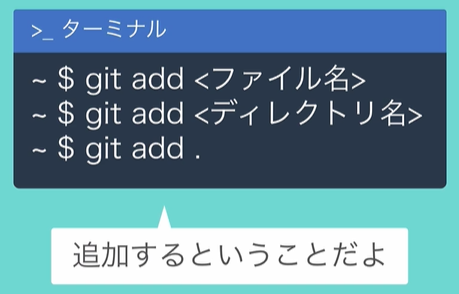 >_ ターミナル
~ $ git add <ファイル名>
~ $ git add <ディレクトリ名>
~ $ git add .
追加するということだよ